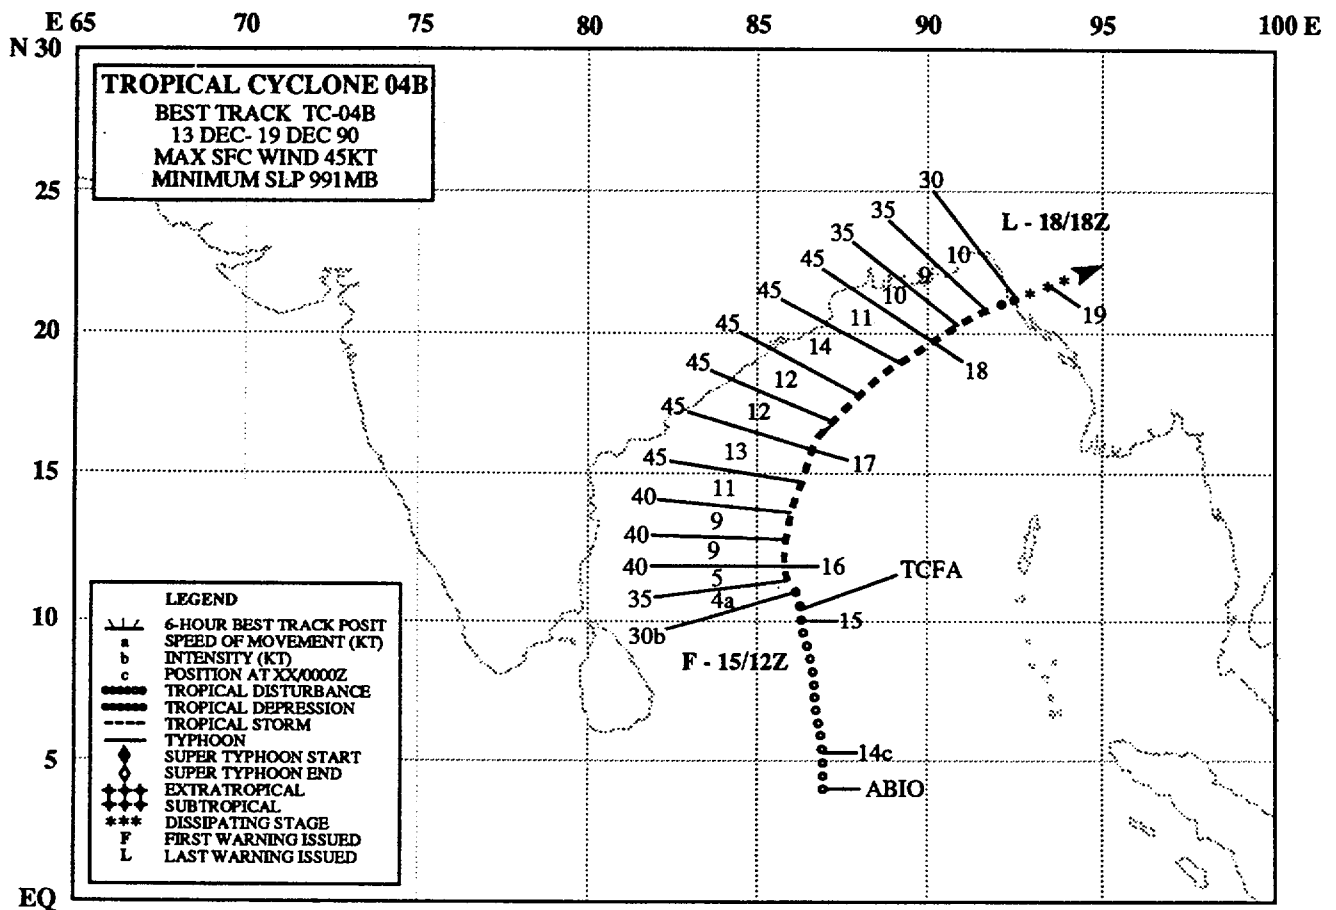 E 65 70 75 80 85 90 95 100 E
N 30
TROPICAL CYCLONE 04B
BEST TRACK TC-04B
13 DEC- 19 DEC 90
MAX SFC WIND 45KT
MINIMUM SLP 991MB
25
20
15
10
5
EQ
30
35
L - 18/18Z
35
10
45
9
10
45
11
19
45
14
18
45
12
45
12
13
17
45
11
40
9
40
9
40
16
TCFA
5
35
4a
15
30b
F - 15/12Z
14c
ABIO
LEGEND
6-HOUR BEST TRACK POSIT
a SPEED OF MOVEMENT (KT)
b INTENSITY (KT)
c POSITION AT XX/0000Z
TROPICAL DISTURBANCE
TROPICAL DEPRESSION
TROPICAL STORM
TYPHOON
SUPER TYPHOON START
SUPER TYPHOON END
EXTRATROPICAL
SUBTROPICAL
*** DISSIPATING STAGE
F FIRST WARNING ISSUED
L LAST WARNING ISSUED